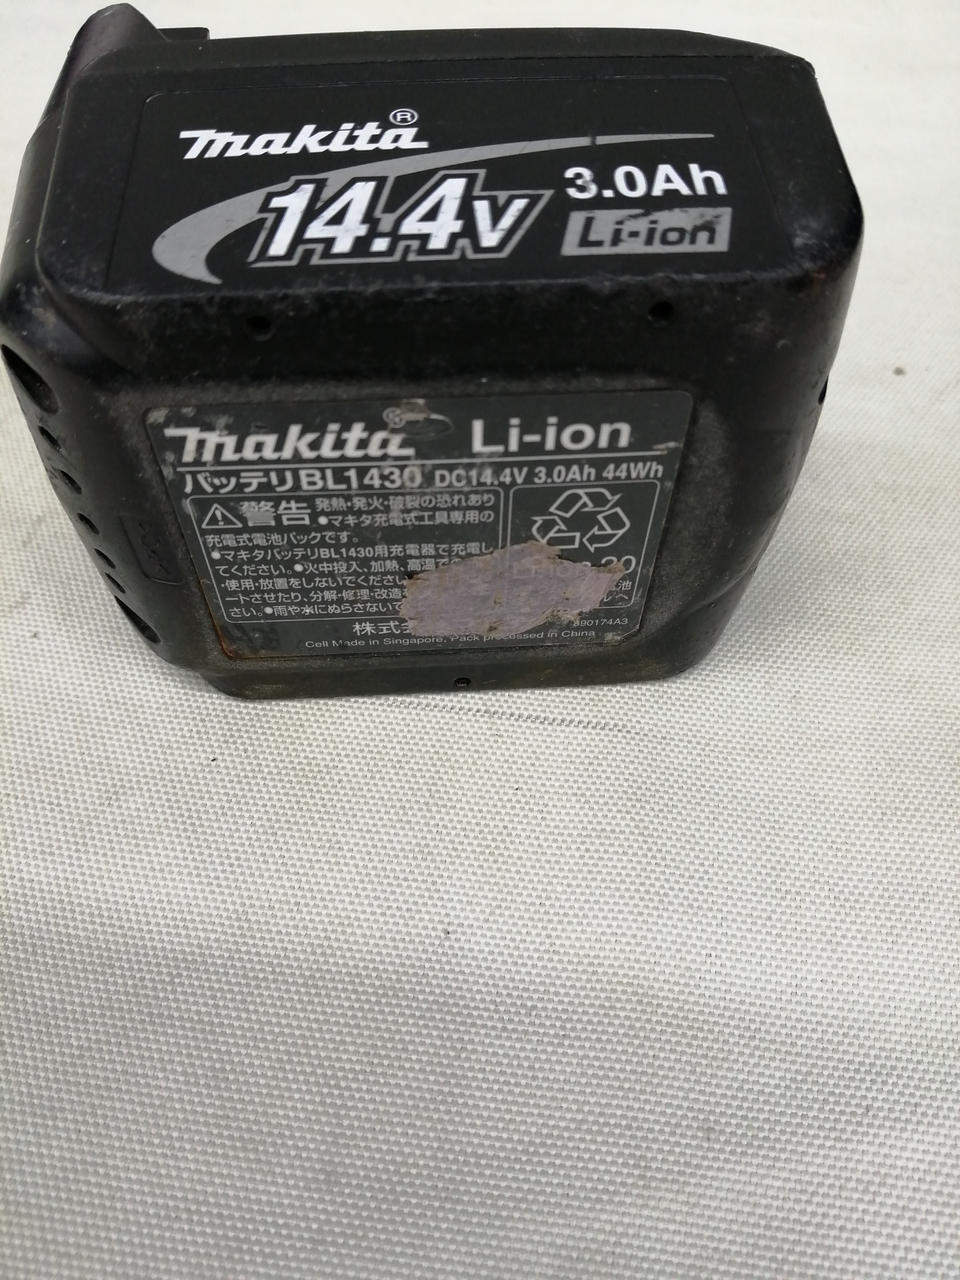 makita®
14.4V
3.0Ah
Li-ion
makita Li-ion
バッテリBL1430 DC14.4V 3.0Ah 44Wh
警告 発熱・発火・破裂の恐れあり
●マキタ充電式工具専用の
充電式電池パックです。
●マキタバッテリBL1430用充電器で充電し
てください。●火中投入、加熱、高温での
・使用・放置をしないでくださ
ートさせたり、分解・修理・改造
さい。●雨や水にぬらさないで
Li-ion 20
池
へ
株式
390174A3
Cell Made in Singapore, Pack processed in China